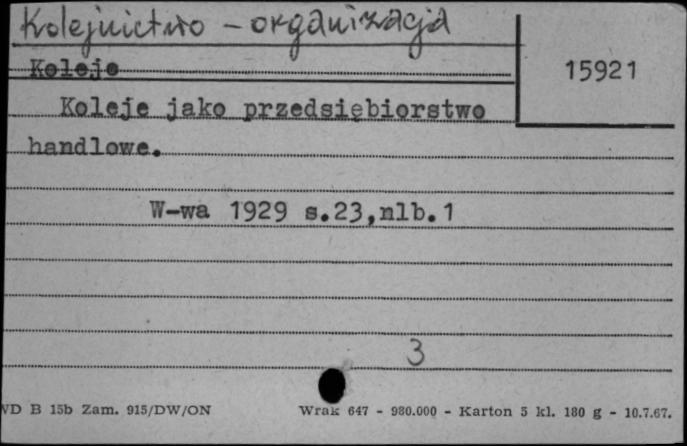 Kolejnictwo - organizacja
Koleje
15921
Koleje jako przedsiębiorstwo
handlowe.
W-wa 1929 s.23,nlb.1
3
WD B 15b Zam. 915/DW/ON Wrak 647 - 980.000 - Karton 5 kl. 180 g - 10.7.67.